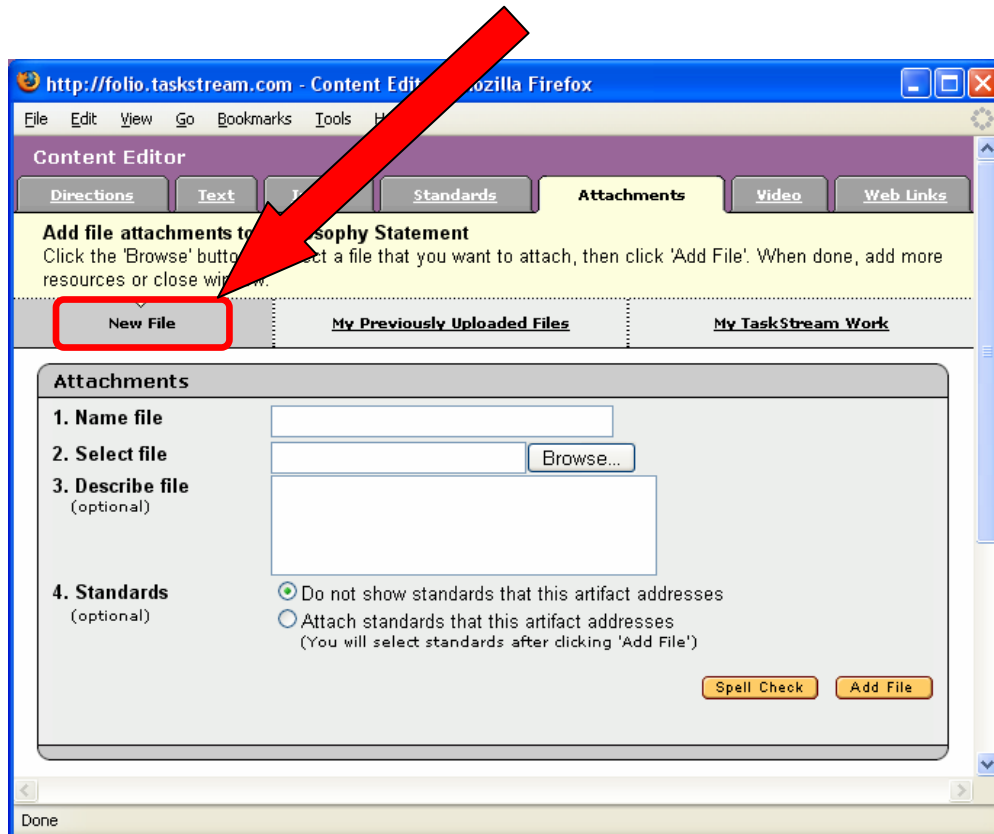 http://folio.taskstream.com - Content Edit ozilla Firefox
File Edit View Go Bookmarks Tools H
Content Editor
Directions Text Standards Attachments Video Web Links
Add file attachments to osophy Statement
Click the 'Browse' butto ct a file that you want to attach, then click 'Add File'. When done, add more
resources or close window.
New File My Previously Uploaded Files My TaskStream Work
Attachments
1. Name file
2. Select file Browse...
3. Describe file
(optional)
4. Standards Do not show standards that this artifact addresses
(optional) Attach standards that this artifact addresses
(You will select standards after clicking 'Add File')
Spell Check Add File
Done